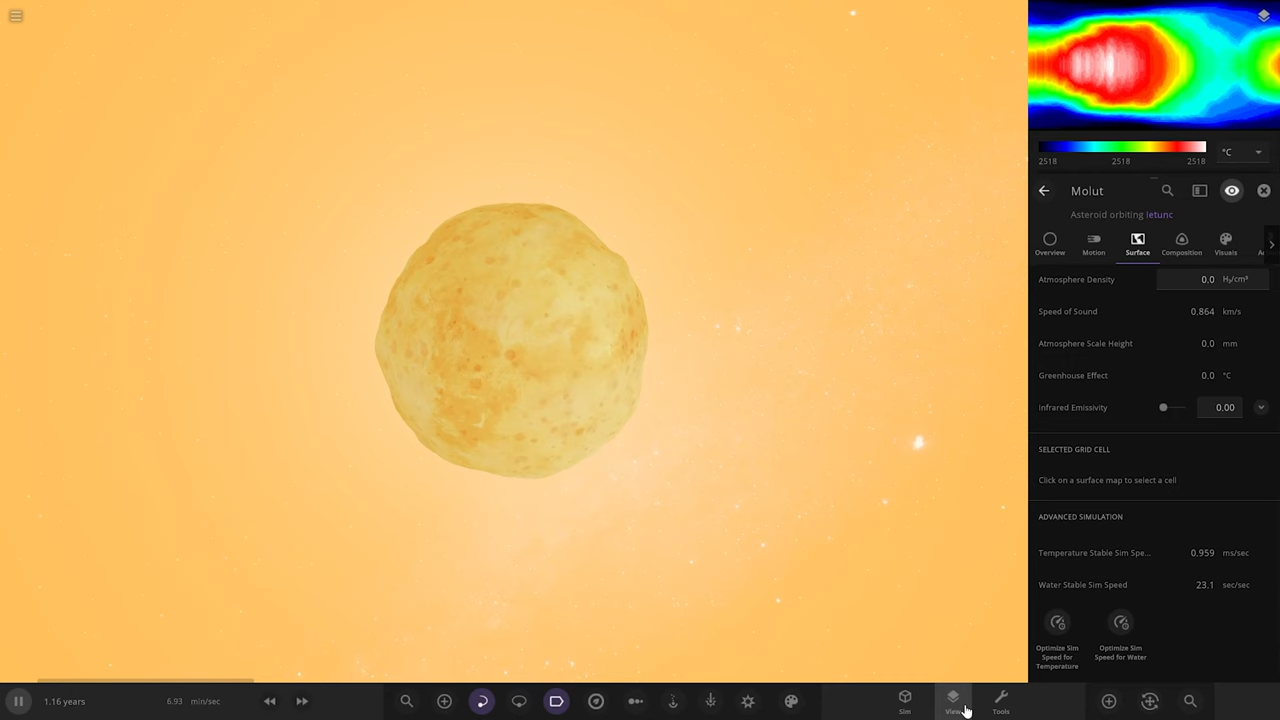 °C
2518 2518 2518
Molut
Asteroid orbiting Ietunc
Overview Motion Surface Composition Visuals
Atmosphere Density 0.0
Speed of Sound 0.864 km/s
Atmosphere Scale Height 0.0 mm
Greenhouse Effect 0.0 °C
Infrared Emissivity 0.00
SELECTED GRID CELL
Click on a surface map to select a cell
ADVANCED SIMULATION
Temperature Stable Sim Spe... 0.959 ms/sec
Water Stable Sim Speed 23.1 sec/sec
Optimize Sim Speed for Temperature
Optimize Sim Speed for Water
1.16 years 6.93 min/sec
Sim View Tools